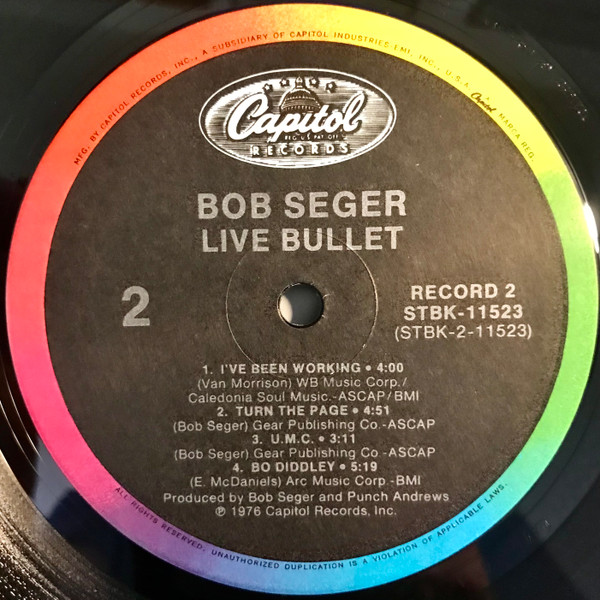 MFG. BY CAPITOL RECORDS, INC., A SUBSIDIARY OF CAPITOL INDUSTRIES-EMI, INC., U.S.A. Capitol MARCA REG.
Capitol
REG. U.S. PAT. OFF.
RECORDS
BOB SEGER
LIVE BULLET
2
RECORD 2
STBK-11523
(STBK-2-11523)
1. I'VE BEEN WORKING • 4:00
(Van Morrison) WB Music Corp./
Caledonia Soul Music.-ASCAP/BMI
2. TURN THE PAGE • 4:51
(Bob Seger) Gear Publishing Co.-ASCAP
3. U.M.C. • 3:11
(Bob Seger) Gear Publishing Co.-ASCAP
4. BO DIDDLEY • 5:19
(E. McDaniels) Arc Music Corp.-BMI
Produced by Bob Seger and Punch Andrews
℗ 1976 Capitol Records, Inc.
ALL RIGHTS RESERVED. UNAUTHORIZED DUPLICATION IS A VIOLATION OF APPLICABLE LAWS.